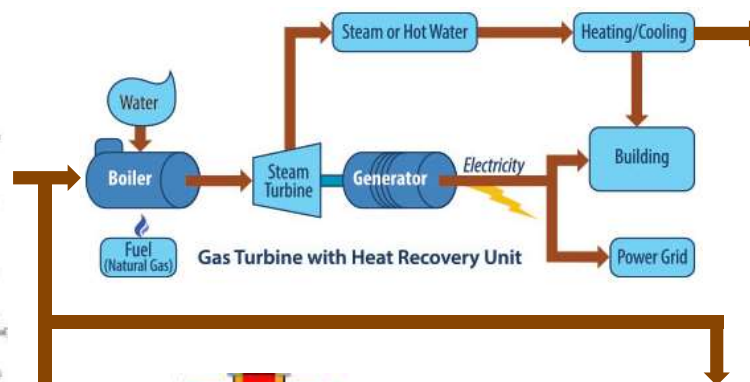 Steam or Hot Water
Heating/Cooling
Water
Boiler
Steam
Turbine
Generator
Electricity
Building
Fuel
(Natural Gas)
Gas Turbine with Heat Recovery Unit
Power Grid